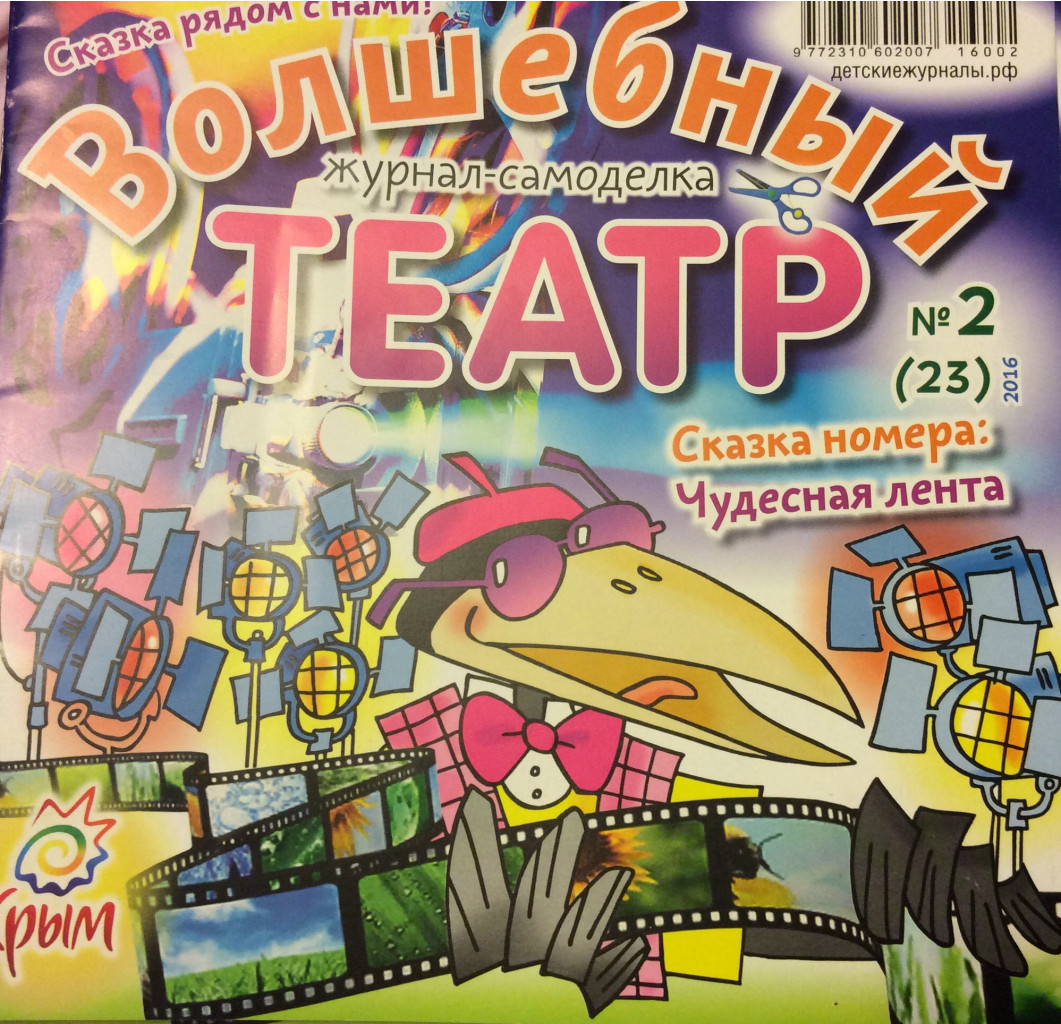 Сказка рядом с нами!
9 772310 602007 16002
детскиежурналы.рф
Волшебный
журнал-самоделка
ТЕАТР
№2
(23)
2016
Сказка номера:
Чудесная лента
Крым